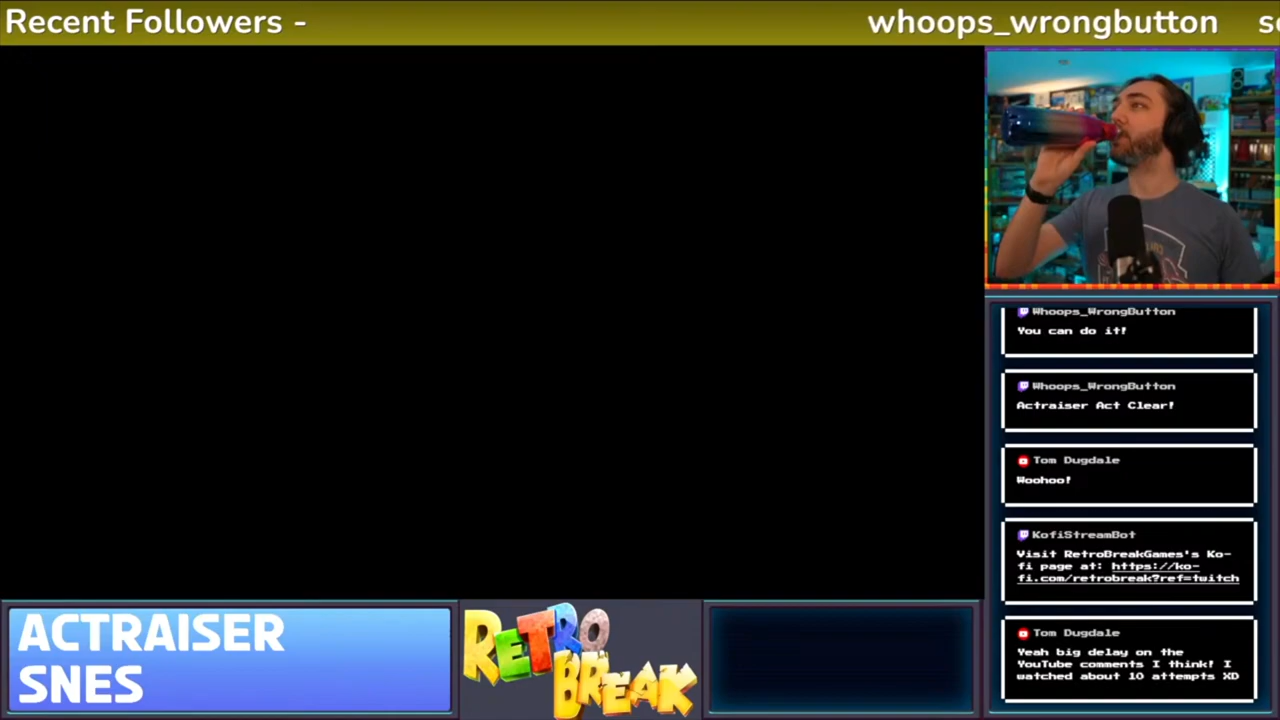 Recent Followers -
whoops_wrongbutton
Whoops_WrongButton
You can do it!
Whoops_WrongButton
Actraiser Act Clear!
Tom Dugdale
Woohoo!
KofiStreamBot
Visit RetroBreakGames's Ko-
fi page at: https://ko-
fi.com/retrobreak?ref=twitch
Tom Dugdale
Yeah big delay on the
YouTube comments I think! I
watched about 10 attempts XD
ACTRAISER
SNES
RETRO
BREAK